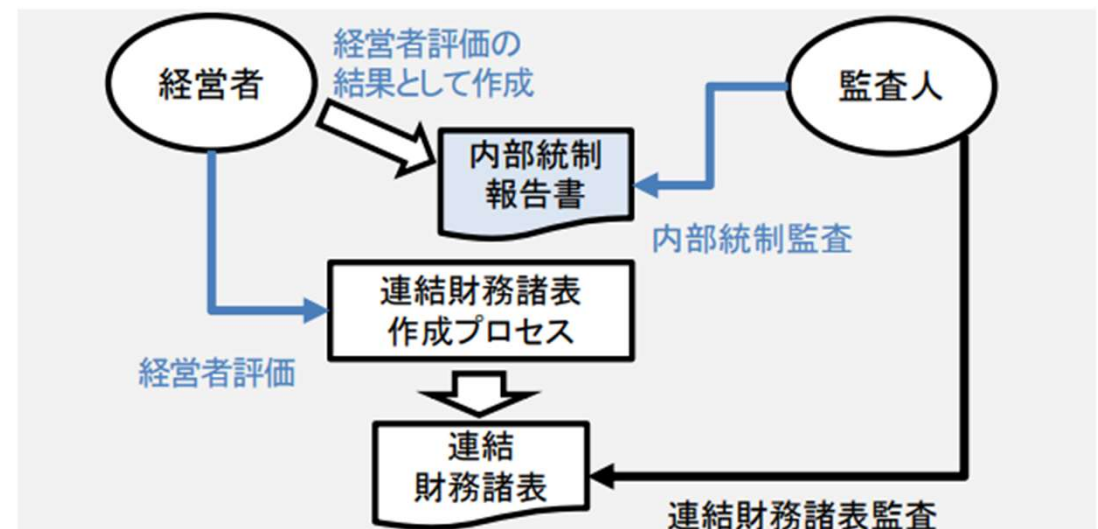 経営者
経営者評価の
結果として作成
監査人
内部統制
報告書
内部統制監査
連結財務諸表
作成プロセス
経営者評価
連結
財務諸表
連結財務諸表監査